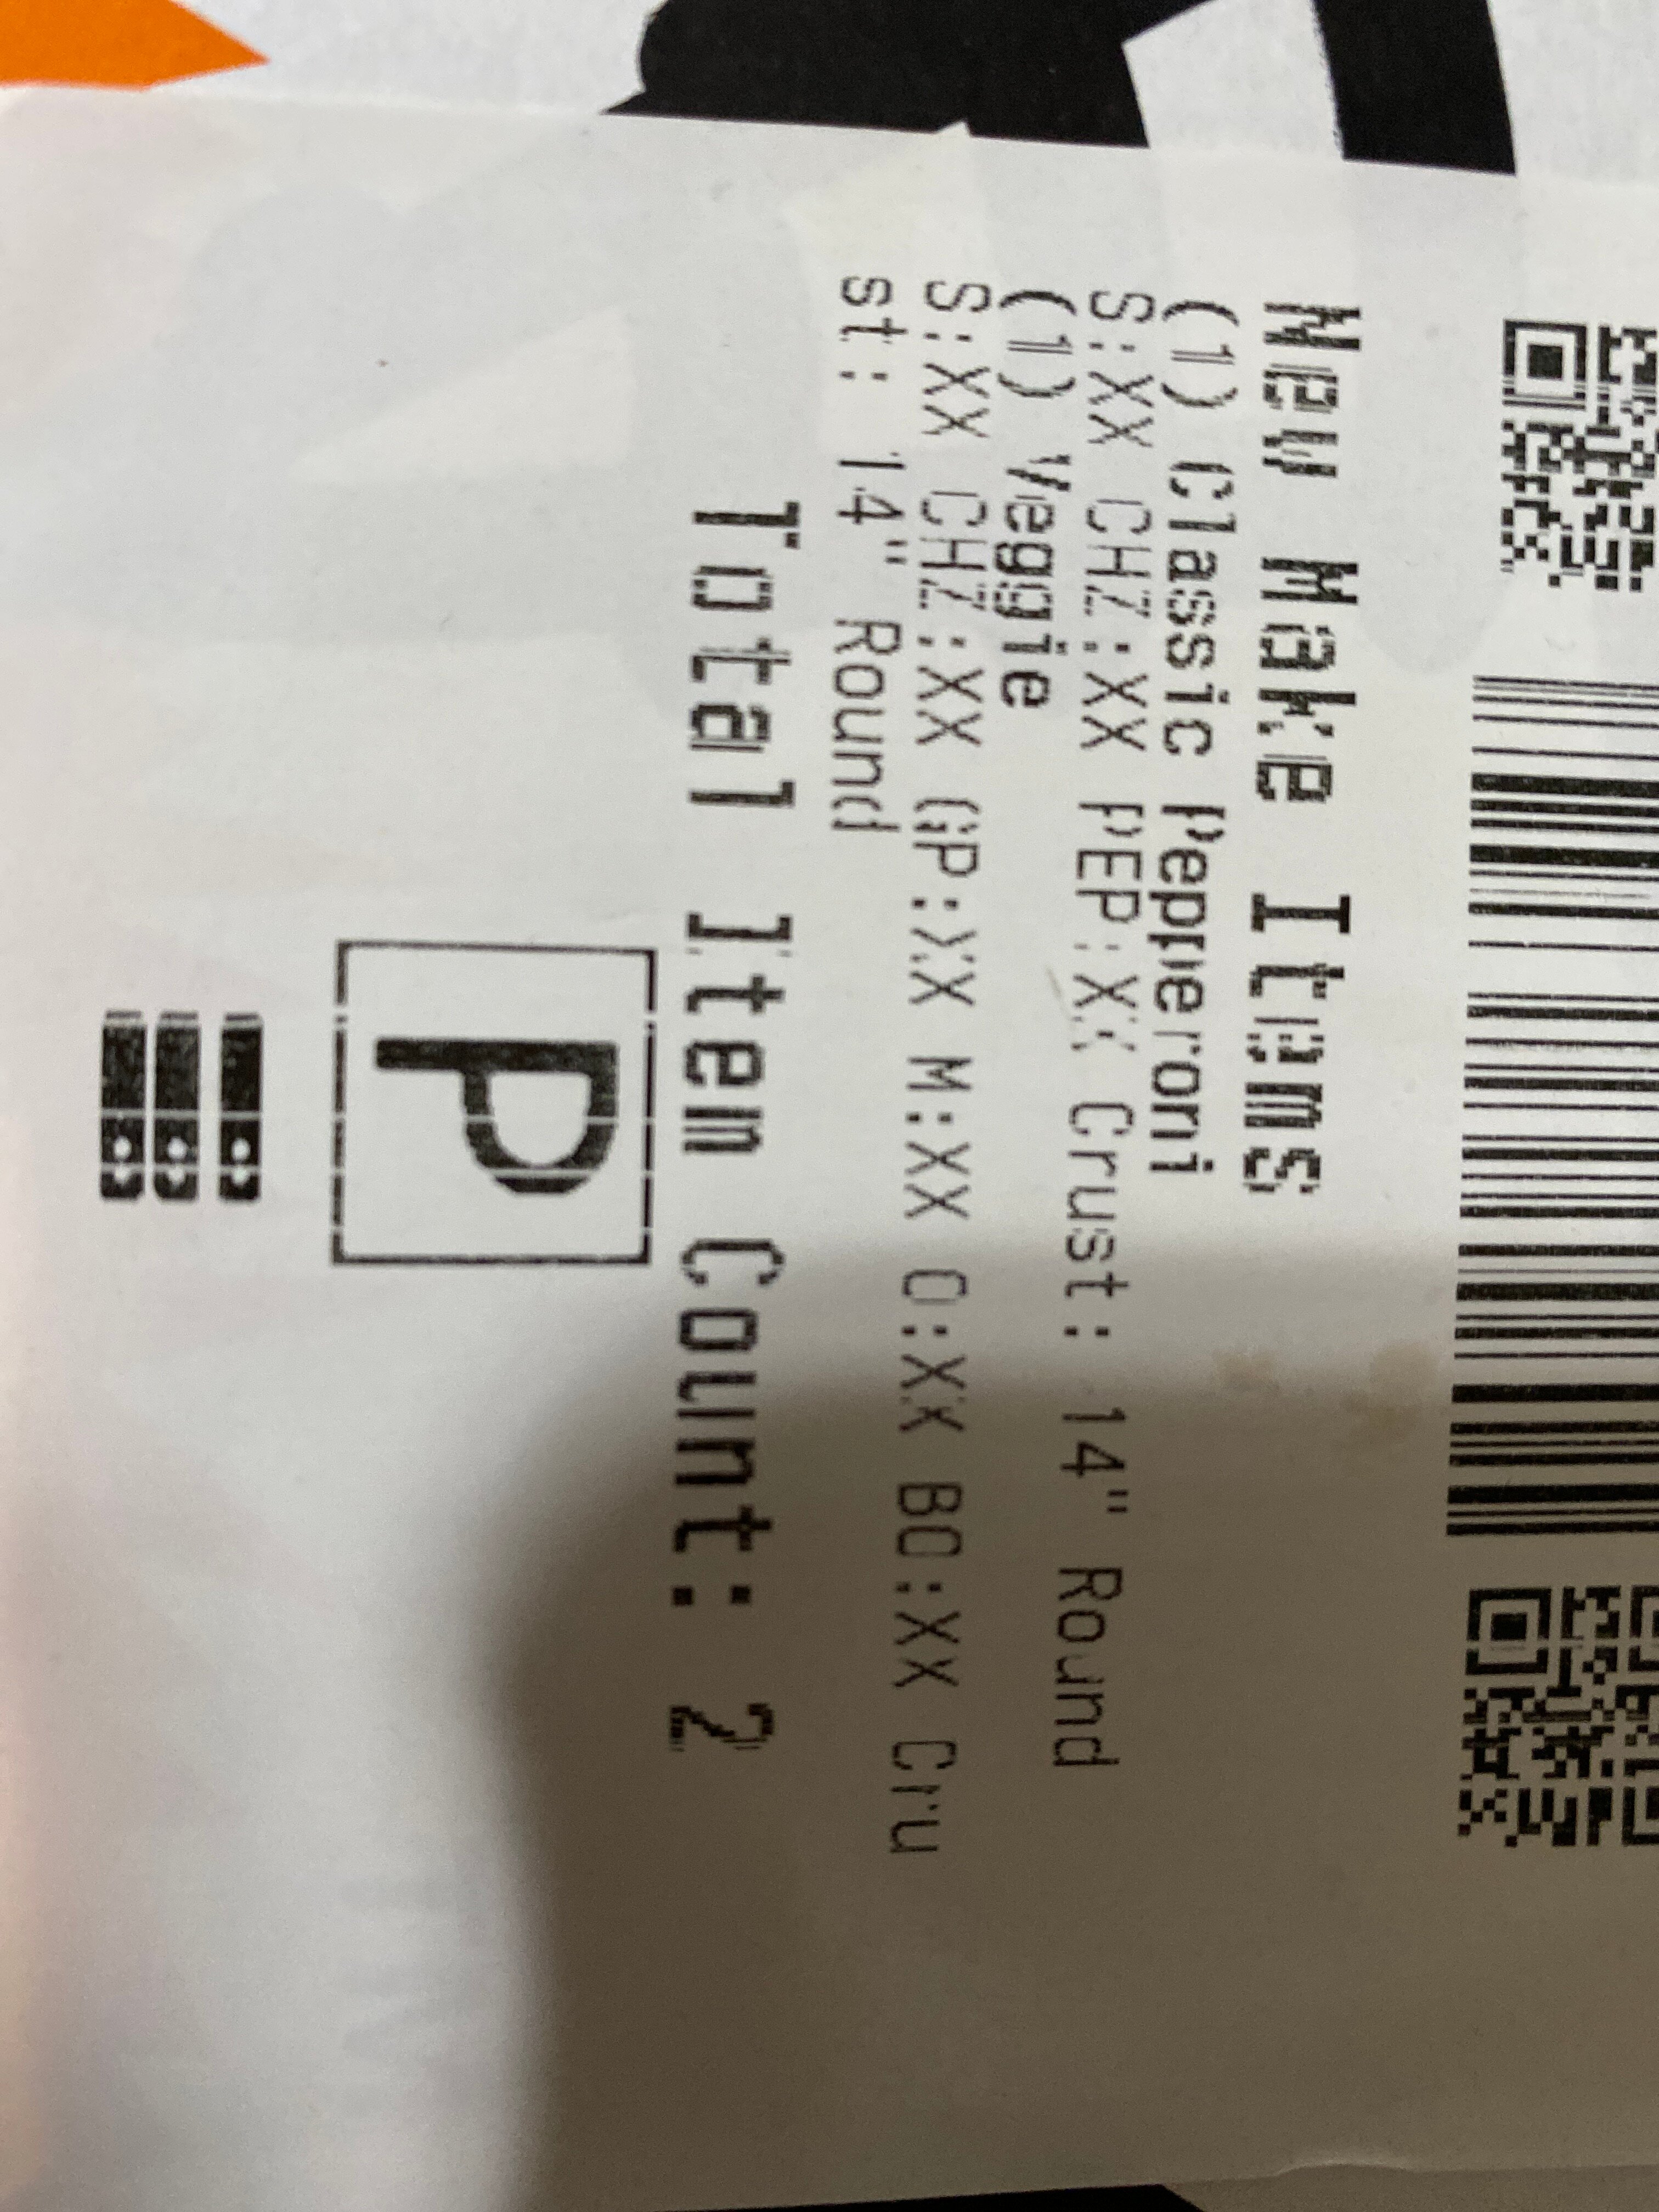 New Make Items
(1) Classic Pepperoni
S:XX CHZ:XX PEP:XX Crust: 14" Round
(1) Veggie
S:XX CHZ:XX GP:XX M:XX O:XX BO:XX Cru
st: 14" Round
Total Item Count: 2
P